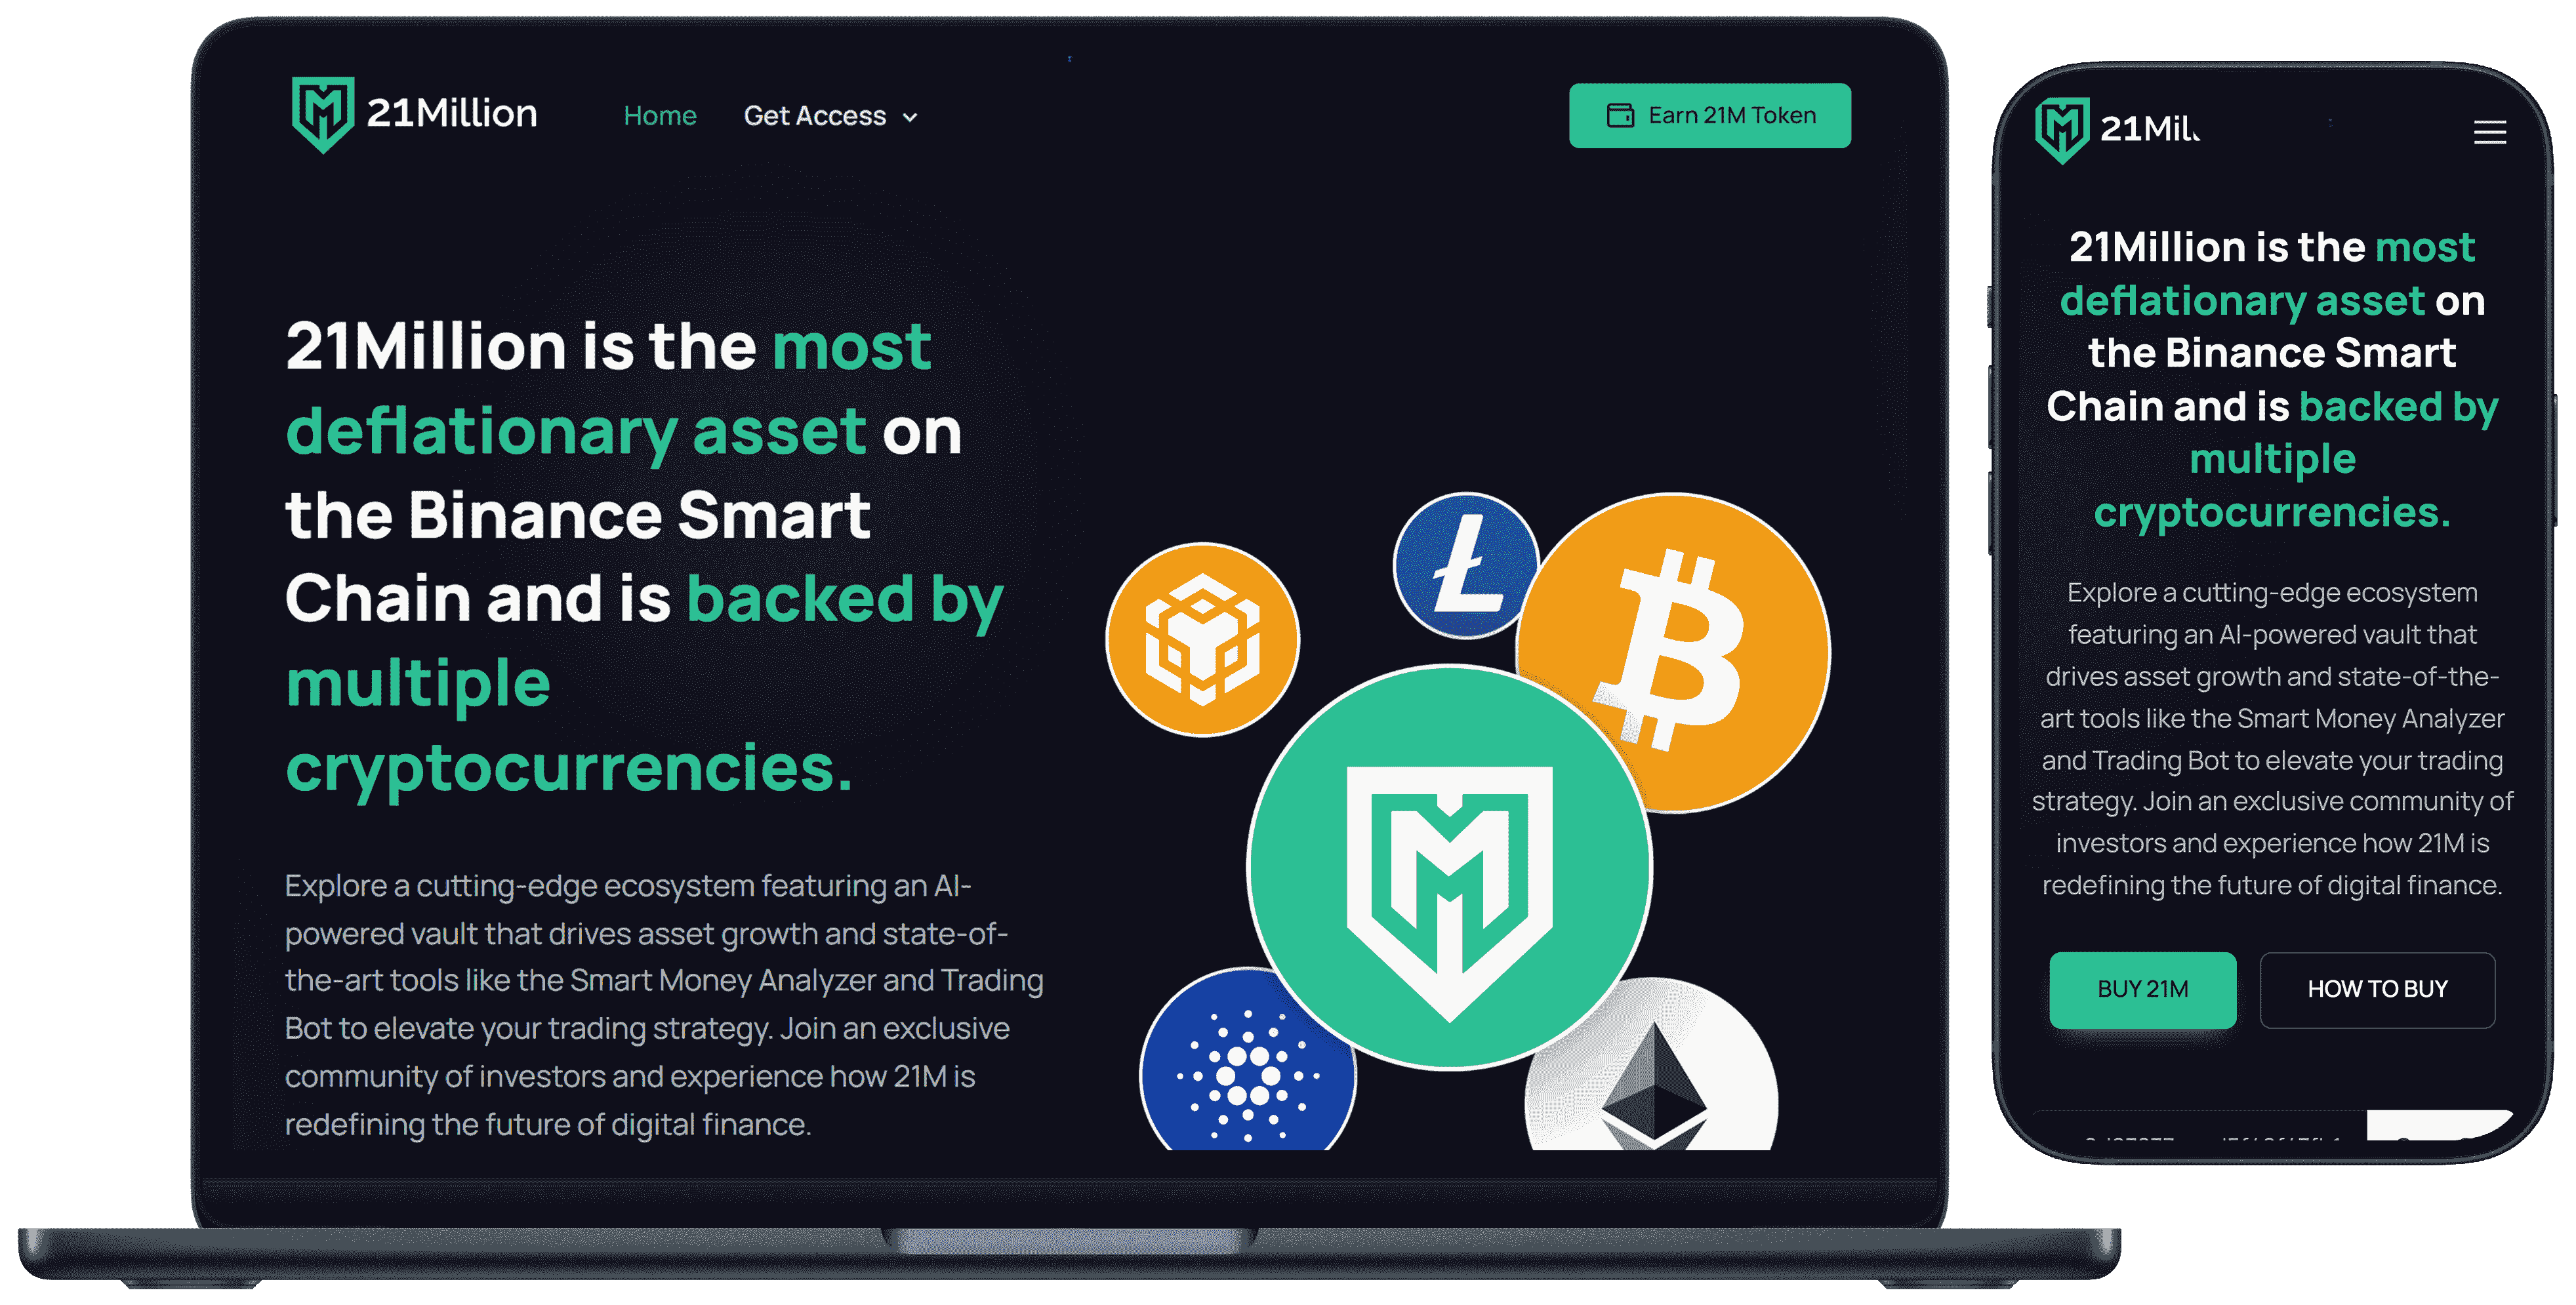 21Million
Home
Get Access
Earn 21M Token
21Million is the most
deflationary asset on
the Binance Smart
Chain and is backed by
multiple
cryptocurrencies.
Explore a cutting-edge ecosystem featuring an AI-
powered vault that drives asset growth and state-of-
the-art tools like the Smart Money Analyzer and Trading
Bot to elevate your trading strategy. Join an exclusive
community of investors and experience how 21M is
redefining the future of digital finance.
21Mil
21Million is the most
deflationary asset on
the Binance Smart
Chain and is backed by
multiple
cryptocurrencies.
Explore a cutting-edge ecosystem
featuring an AI-powered vault that
drives asset growth and state-of-the-
art tools like the Smart Money Analyzer
and Trading Bot to elevate your trading
strategy. Join an exclusive community of
investors and experience how 21M is
redefining the future of digital finance.
BUY 21M
HOW TO BUY